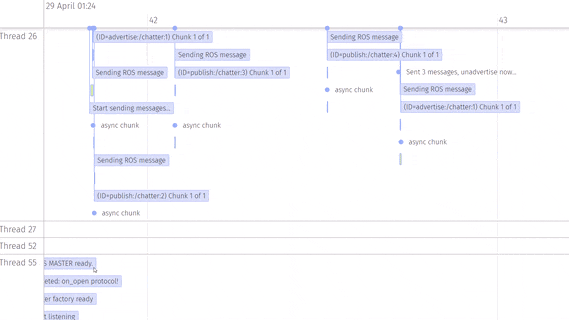 29 April 01:24
42
43
Thread 26
(ID=advertise:/chatter:1) Chunk 1 of 1
Sending ROS message
Sending ROS message
(ID=publish:/chatter:4) Chunk 1 of 1
Sending ROS message
(ID=publish:/chatter:3) Chunk 1 of 1
Sent 3 messages, unadvertise now...
async chunk
Sending ROS message
Start sending messages...
(ID=advertise:/chatter:1) Chunk 1 of 1
async chunk
async chunk
async chunk
Sending ROS message
(ID=publish:/chatter:2) Chunk 1 of 1
async chunk
Thread 27
Thread 52
Thread 55
MASTER ready.
eted: on_open protocol!
er factory ready
t listening